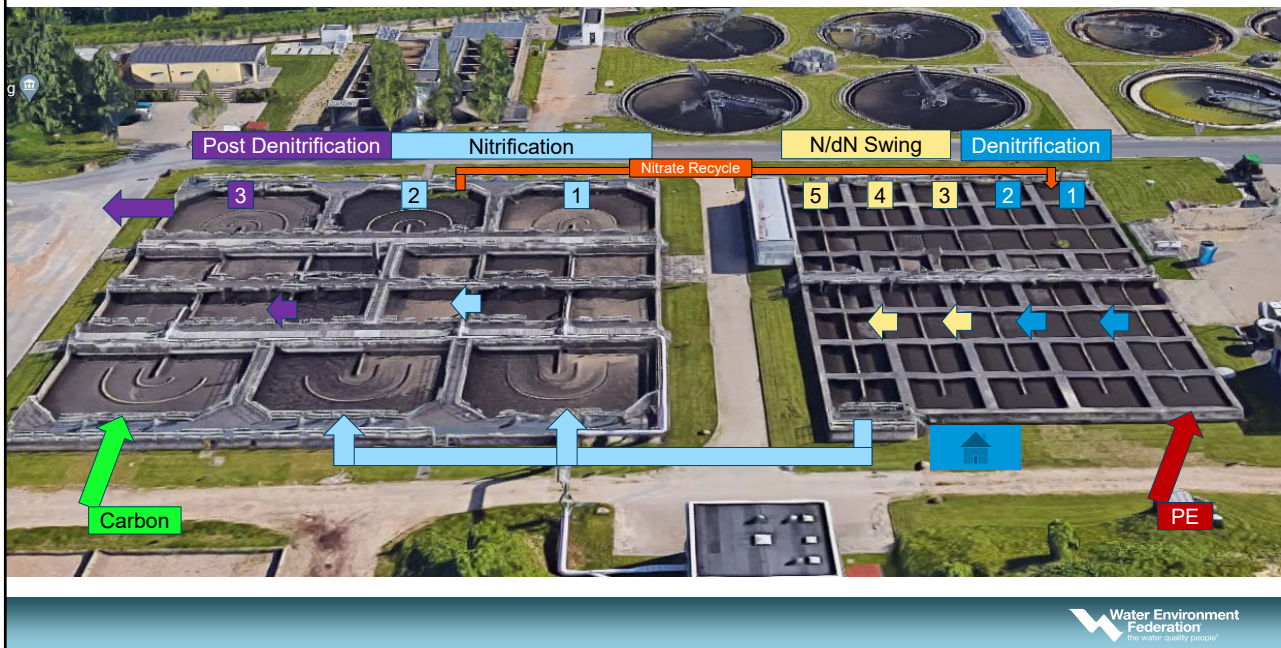 g
Post Denitrification
Nitrification
N/dN Swing
Denitrification
Nitrate Recycle
3
2
1
5
4
3
2
1
Carbon
PE
Water Environment
Federation
the water quality people®